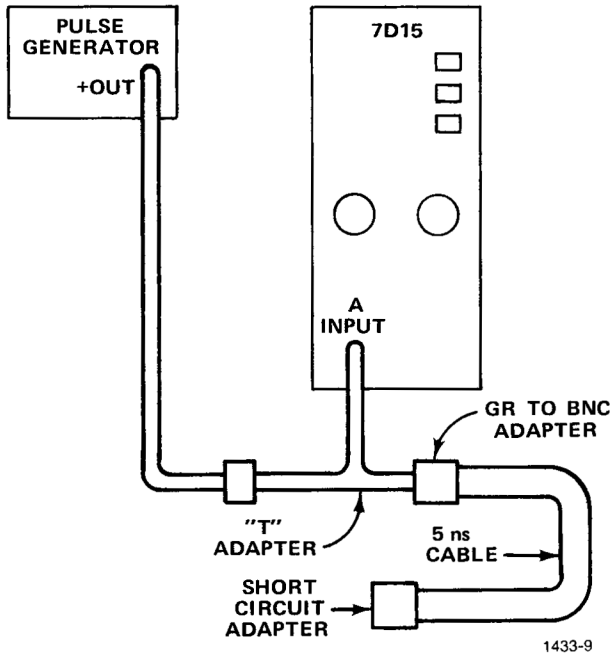 PULSE
GENERATOR
+OUT
7D15
A
INPUT
GR TO BNC
ADAPTER
"T"
ADAPTER
5 ns
CABLE
SHORT
CIRCUIT
ADAPTER
1433-9